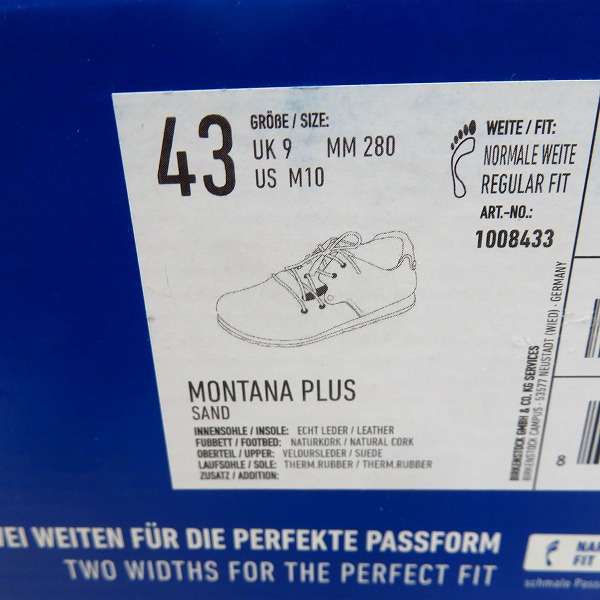 43
GRÖßE / SIZE:
UK 9 MM 280
US M10
WEITE / FIT:
NORMALE WEITE
REGULAR FIT
ART.-NO.:
1008433
MONTANA PLUS
SAND
INNENSOHLE / INSOLE: ECHT LEDER / LEATHER
FUßBETT / FOOTBED: NATURKORK / NATURAL CORK
OBERTEIL / UPPER: VELOURSLEDER / SUEDE
LAUFSOHLE / SOLE: THERM.RUBBER / THERM.RUBBER
ZUSATZ / ADDITION:
BIRKENSTOCK GMBH & CO. KG SERVICES
BIRKENSTOCK CAMPUS · 53577 NEUSTADT (WIED) · GERMANY
8
WEI WEITEN FÜR DIE PERFEKTE PASSFORM
TWO WIDTHS FOR THE PERFECT FIT
FIT
schmale